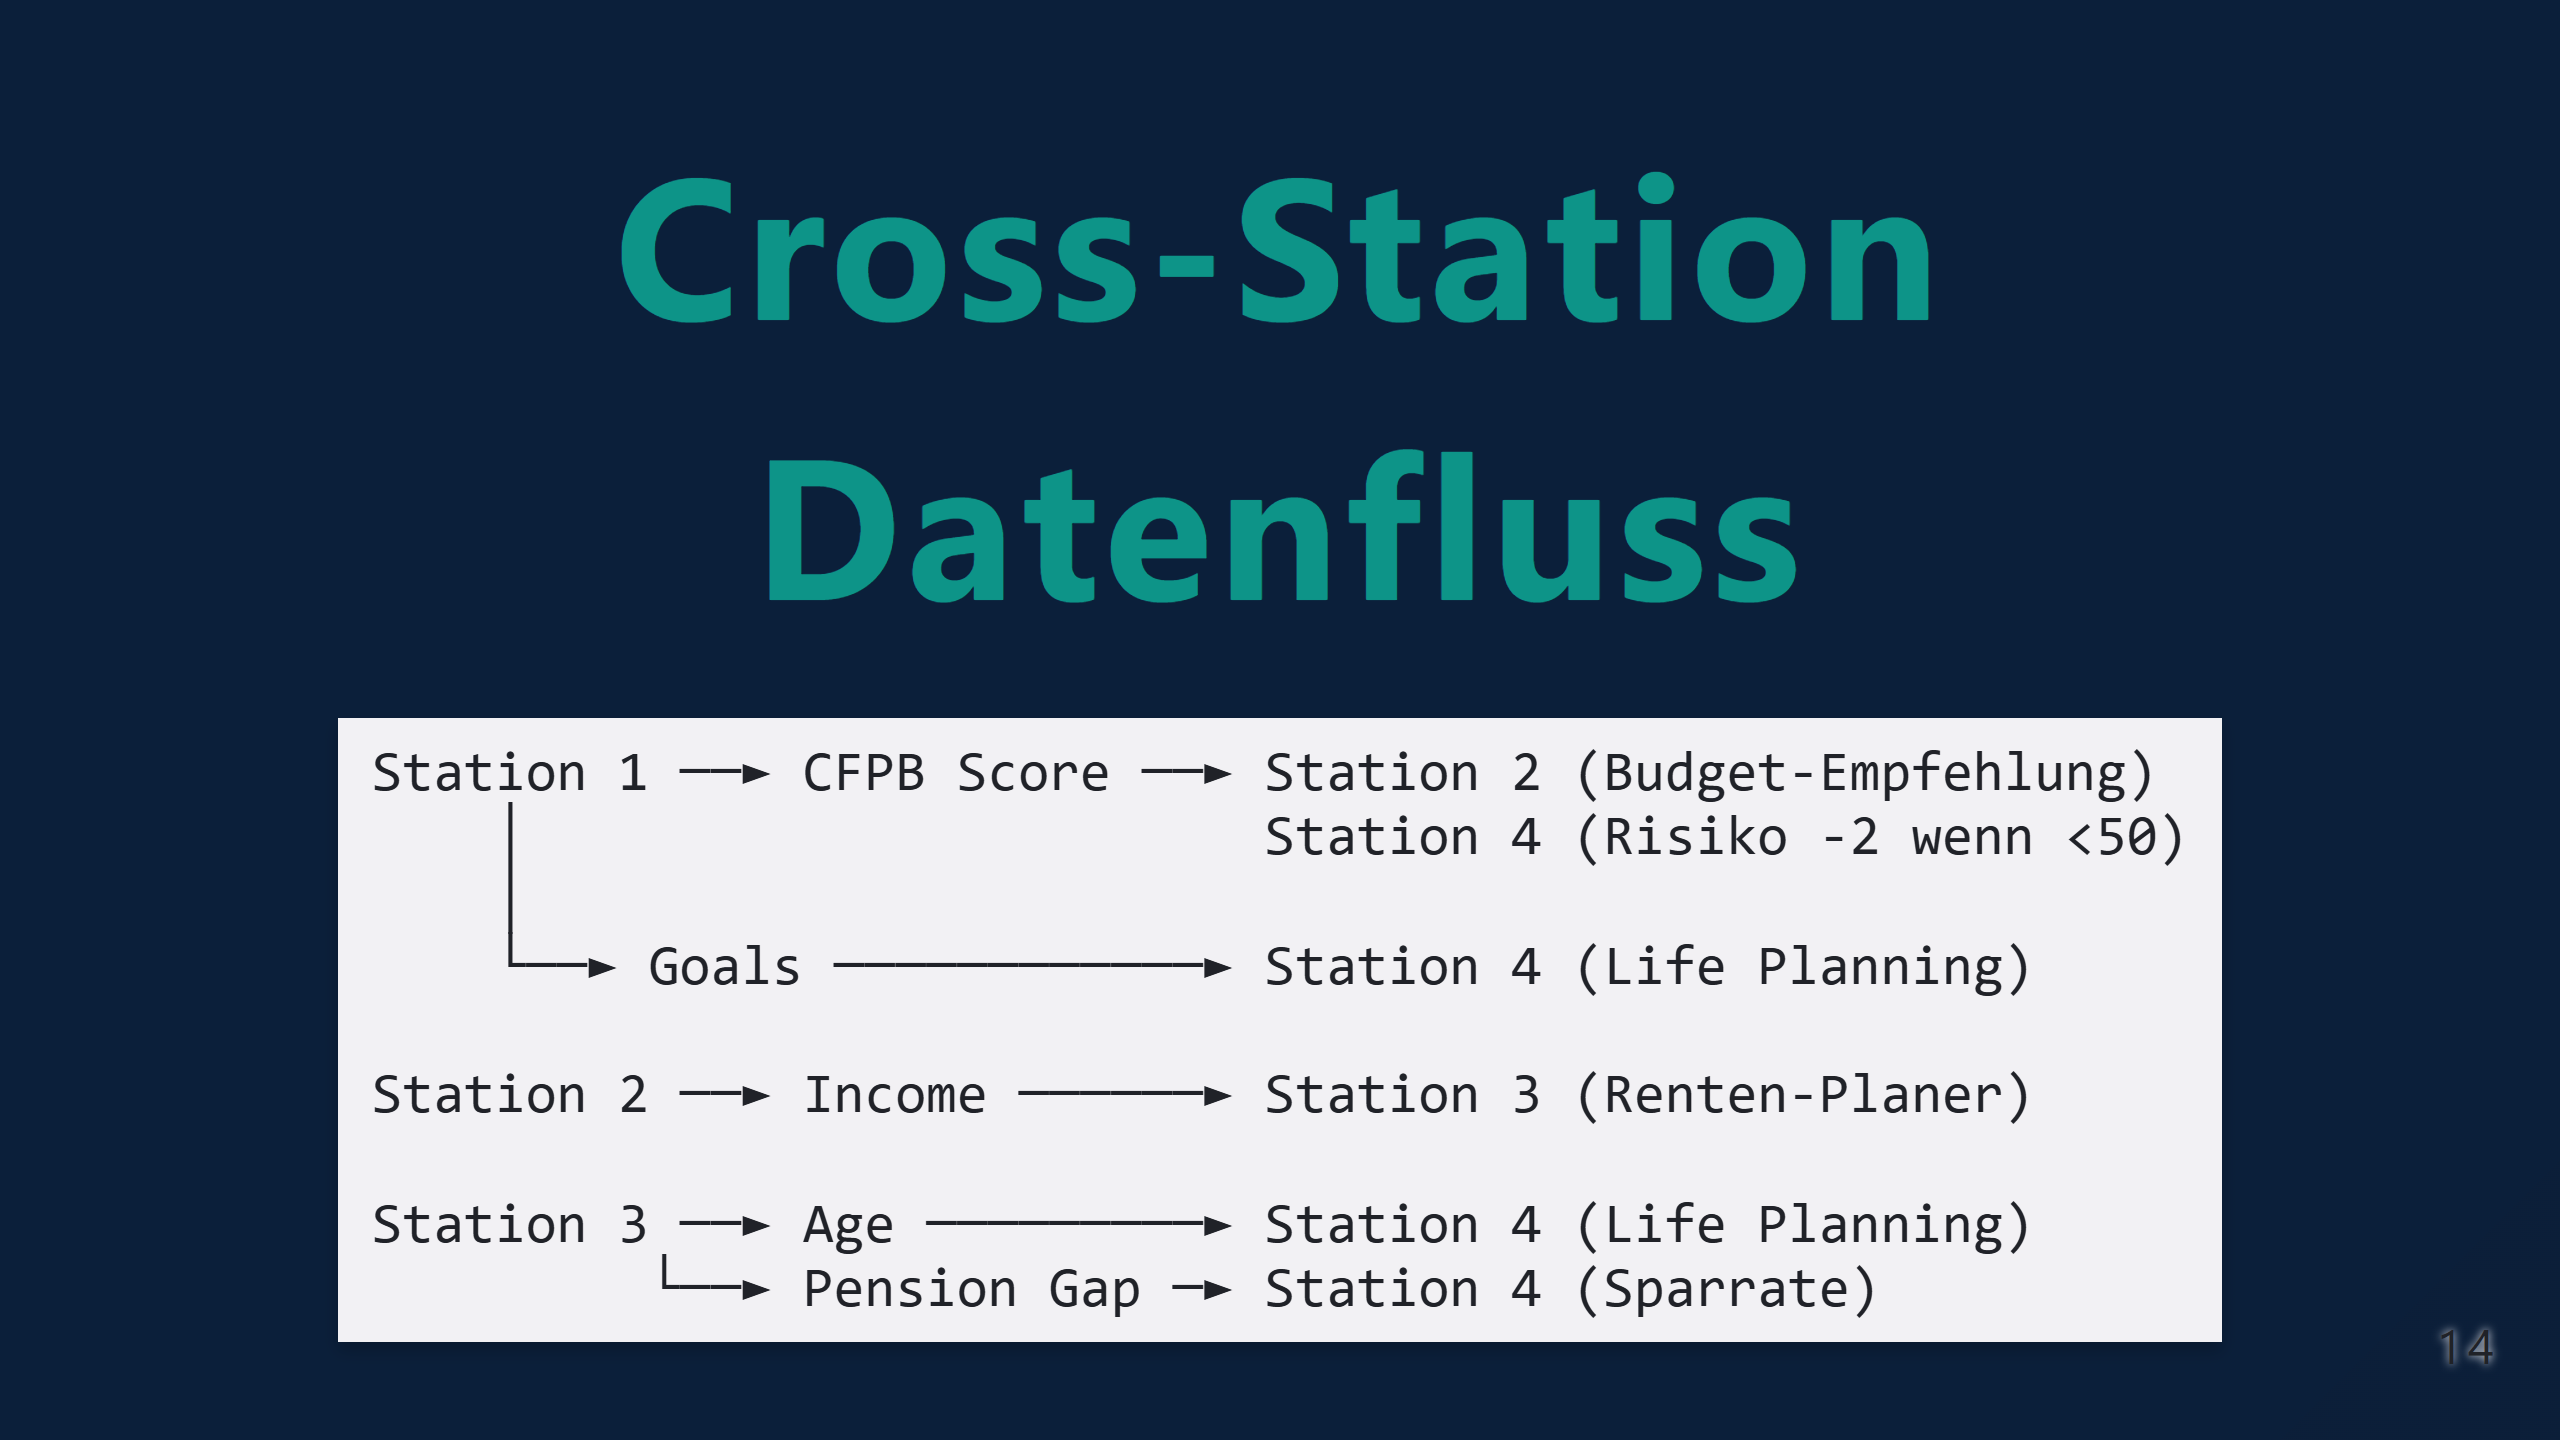 Cross-Station
Datenfluss
Station 1 ──► CFPB Score ──► Station 2 (Budget-Empfehlung)
Station 4 (Risiko -2 wenn <50)
└──► Goals ────────────► Station 4 (Life Planning)
Station 2 ──► Income ──────► Station 3 (Renten-Planer)
Station 3 ──► Age ─────────► Station 4 (Life Planning)
└──► Pension Gap ─► Station 4 (Sparrate)
14